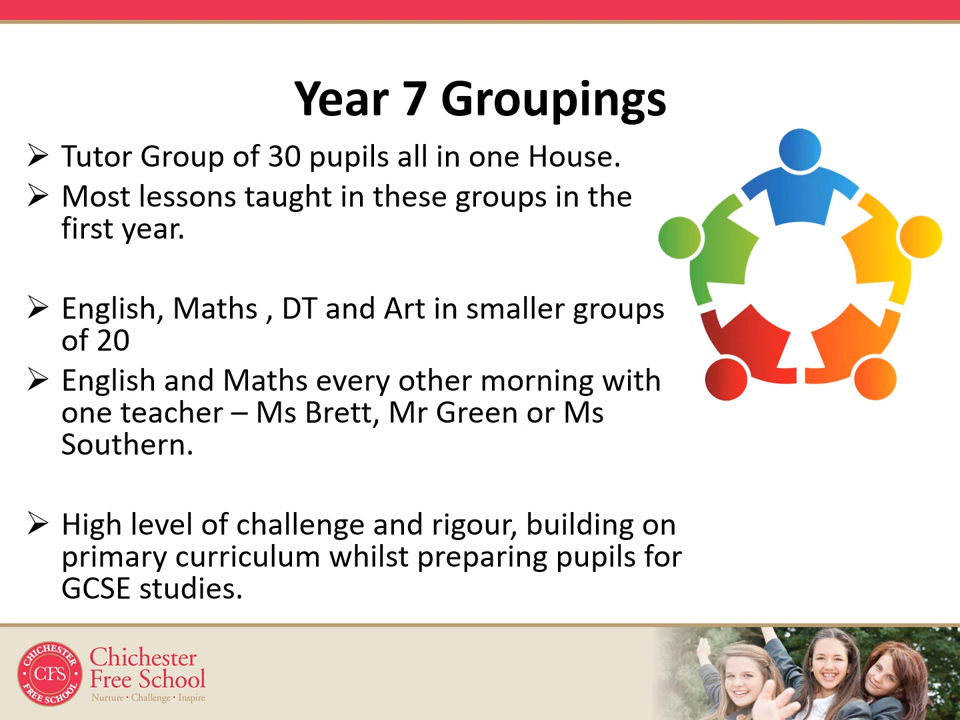 Year 7 Groupings
➢ Tutor Group of 30 pupils all in one House.
➢ Most lessons taught in these groups in the
first year.
➢ English, Maths , DT and Art in smaller groups
of 20
➢ English and Maths every other morning with
one teacher – Ms Brett, Mr Green or Ms
Southern.
➢ High level of challenge and rigour, building on
primary curriculum whilst preparing pupils for
GCSE studies.
CHICHESTER
CFS
FREE SCHOOL
Chichester
Free School
Nurture • Challenge • Inspire